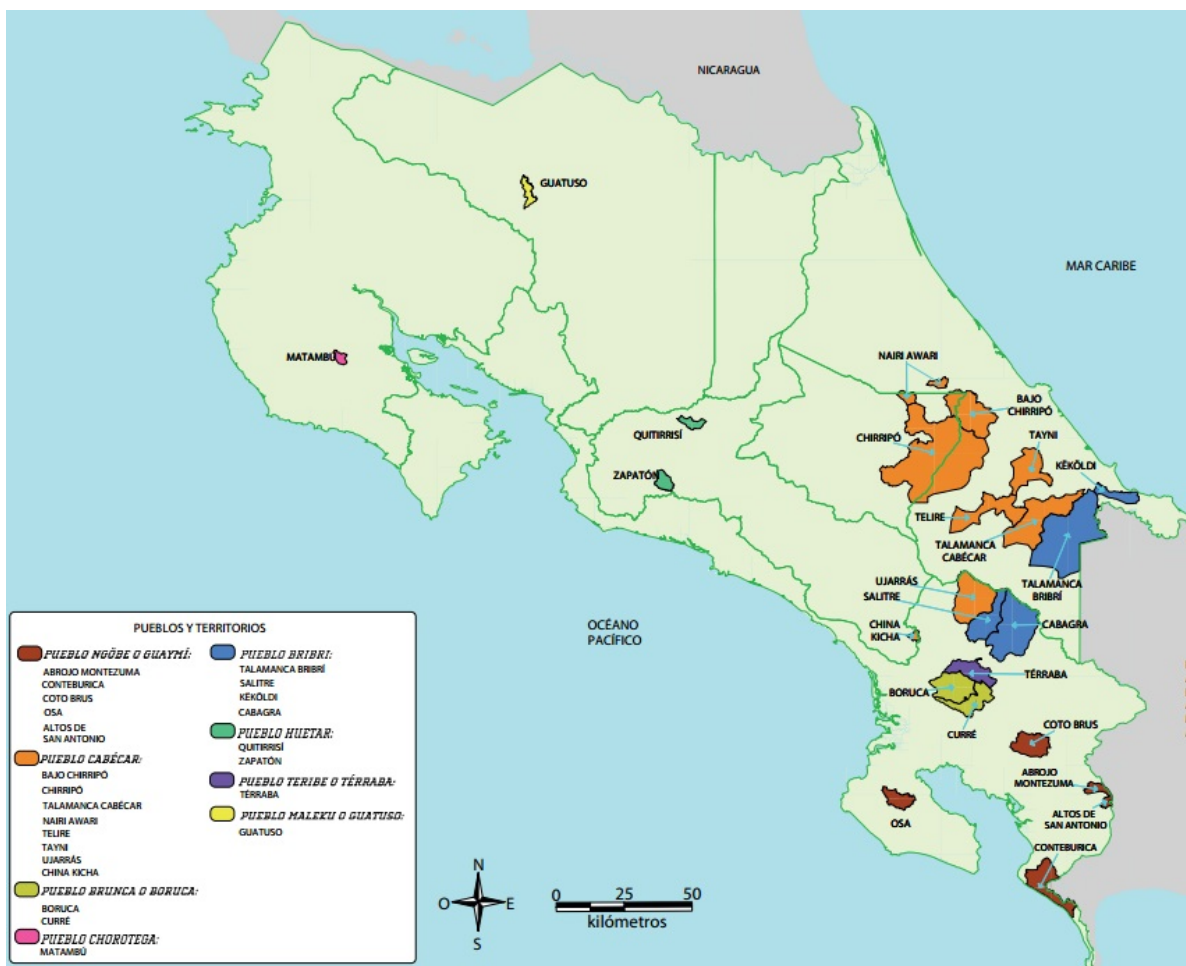 NICARAGUA
GUATUSO
MAR CARIBE
MATAMBÚ
NAIRI AWARI
BAJO
CHIRRIPÓ
QUITIRRISÍ
CHIRRIPÓ
TAYNI
KËKÖLDI
ZAPATÓN
TELIRE
TALAMANCA
CABÉCAR
TALAMANCA
BRIBRÍ
UJARRÁS
SALITRE
OCÉANO
PACÍFICO
CHINA
KICHA
CABAGRA
TÉRRABA
BORUCA
CURRÉ
COTO BRUS
ABROJO
MONTEZUMA
OSA
ALTOS DE
SAN ANTONIO
CONTEBURICA
PUEBLOS Y TERRITORIOS
PUEBLO NGÖBE O GUAYMÍ:
ABROJO MONTEZUMA
CONTEBURICA
COTO BRUS
OSA
ALTOS DE
SAN ANTONIO
PUEBLO CABÉCAR:
BAJO CHIRRIPÓ
CHIRRIPÓ
TALAMANCA CABÉCAR
NAIRI AWARI
TELIRE
TAYNI
UJARRÁS
CHINA KICHA
PUEBLO BRUNCA O BORUCA:
BORUCA
CURRÉ
PUEBLO CHOROTEGA:
MATAMBÚ
PUEBLO BRIBRI:
TALAMANCA BRIBRÍ
SALITRE
KËKÖLDI
CABAGRA
PUEBLO HUETAR:
QUITIRRISÍ
ZAPATÓN
PUEBLO TERIBE O TÉRRABA:
TÉRRABA
PUEBLO MALEKU O GUATUSO:
GUATUSO
N
O E
S
0 25 50
kilómetros